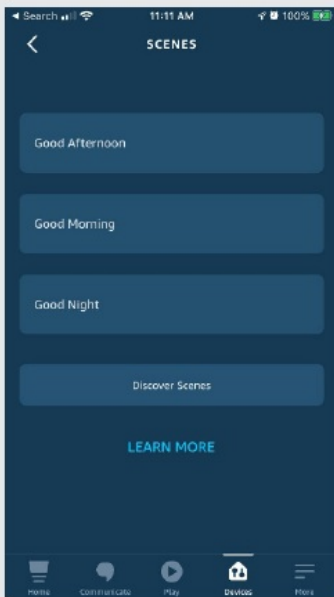 Search 11:11 AM 100%
SCENES
Good Afternoon
Good Morning
Good Night
Discover Scenes
LEARN MORE
Home Communicate Play Devices More